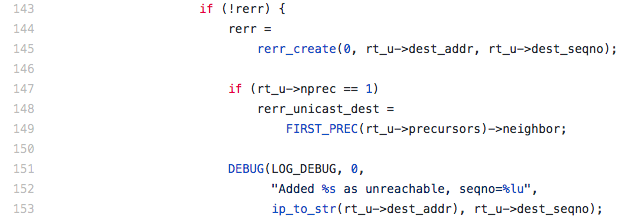 143 if (!rerr) {
144 rerr =
145 rerr_create(0, rt_u->dest_addr, rt_u->dest_seqno);
146
147 if (rt_u->nprec == 1)
148 rerr_unicast_dest =
149 FIRST_PREC(rt_u->precursors)->neighbor;
150
151 DEBUG(LOG_DEBUG, 0,
152 "Added %s as unreachable, seqno=%lu",
153 ip_to_str(rt_u->dest_addr), rt_u->dest_seqno);